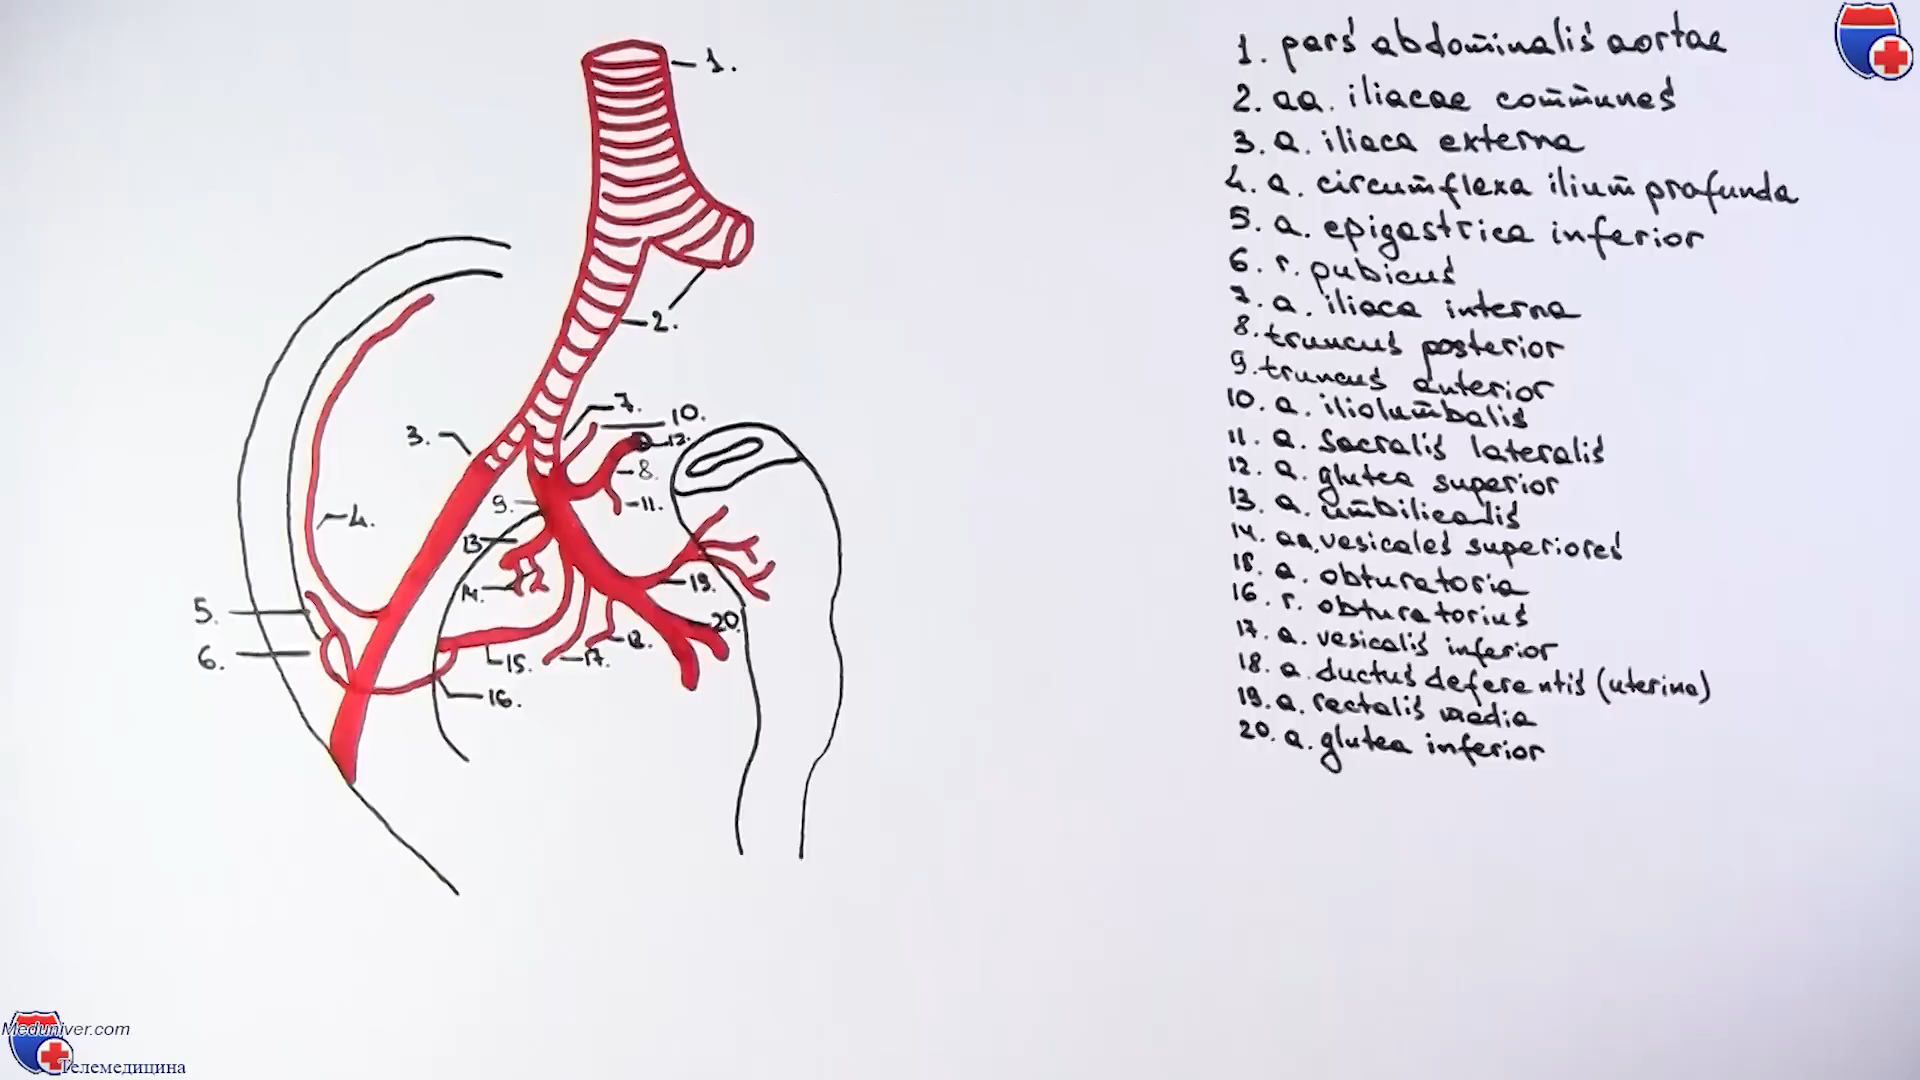 1.
2.
3.
7.
10.
12.
8.
9.
11.
4.
13
14.
19.
5.
20.
18.
6.
15.
17.
16.
1. pars abdominalis aortae
2. aa. iliacae communes
3. a. iliaca externa
4. a. circumflexa ilium profunda
5. a. epigastrica inferior
6. r. pubicus
7. a. iliaca interna
8. truncus posterior
9. truncus anterior
10. a. iliolumbalis
11. a. sacralis lateralis
12. a. glutea superior
13. a. umbilicalis
14. aa. vesicales superiores
15. a. obturatoria
16. r. obturatorius
17. a. vesicalis inferior
18. a. ductus deferentis (uterina)
19. a. rectalis media
20. a. glutea inferior
Meduniver.com
Телемедицина